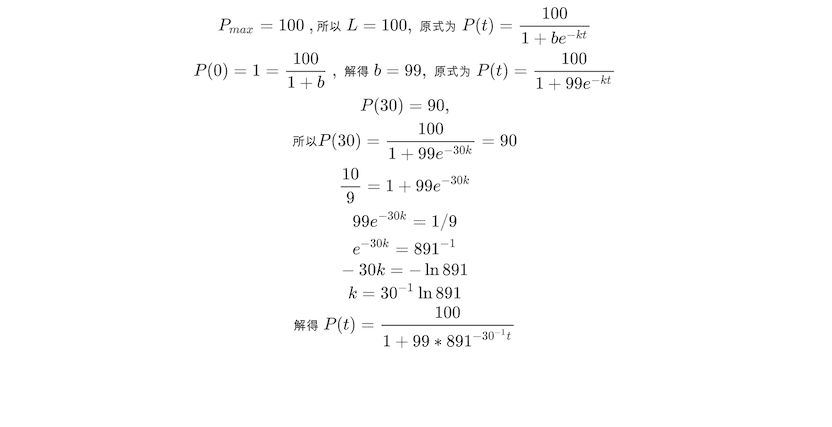 P_{max} = 100 , 所以 L = 100, 原式为 P(t) = \frac{100}{1 + be^{-kt}}
P(0) = 1 = \frac{100}{1 + b} , 解得 b = 99, 原式为 P(t) = \frac{100}{1 + 99e^{-kt}}
P(30) = 90,
所以P(30) = \frac{100}{1 + 99e^{-30k}} = 90
\frac{10}{9} = 1 + 99e^{-30k}
99e^{-30k} = 1/9
e^{-30k} = 891^{-1}
- 30k = - ln 891
k = 30^{-1} ln 891
解得 P(t) = \frac{100}{1 + 99 * 891^{-30^{-1}t}}